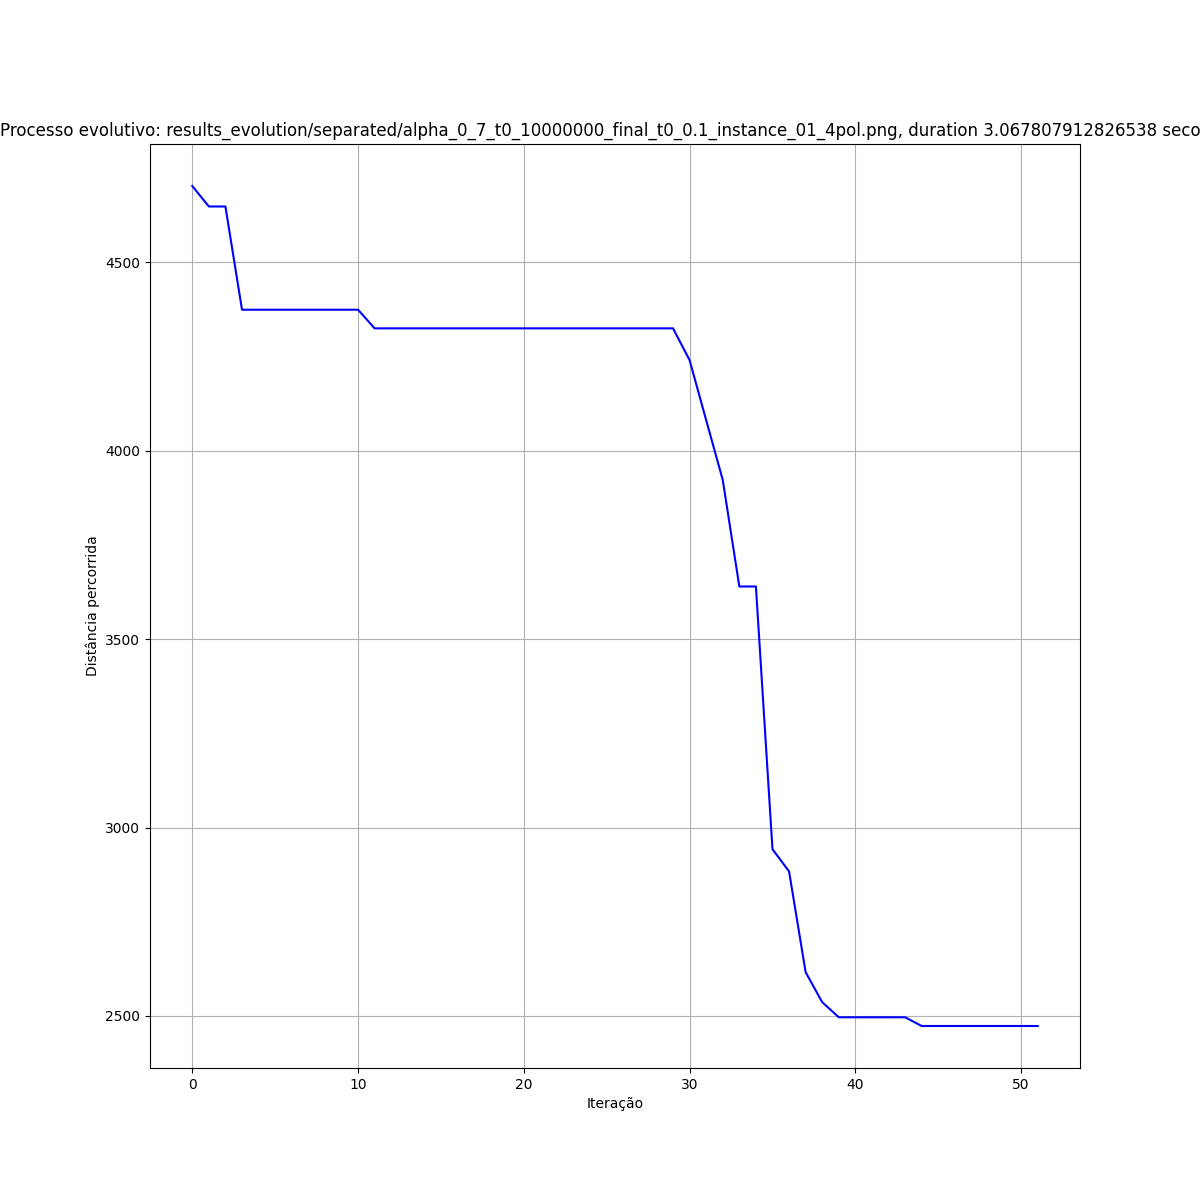 Processo evolutivo: results_evolution/separated/alpha_0_7_t0_10000000_final_t0_0.1_instance_01_4pol.png, duration 3.067807912826538 seco
4500
4000
3500
3000
2500
Distância percorrida
0 10 20 30 40 50
Iteração